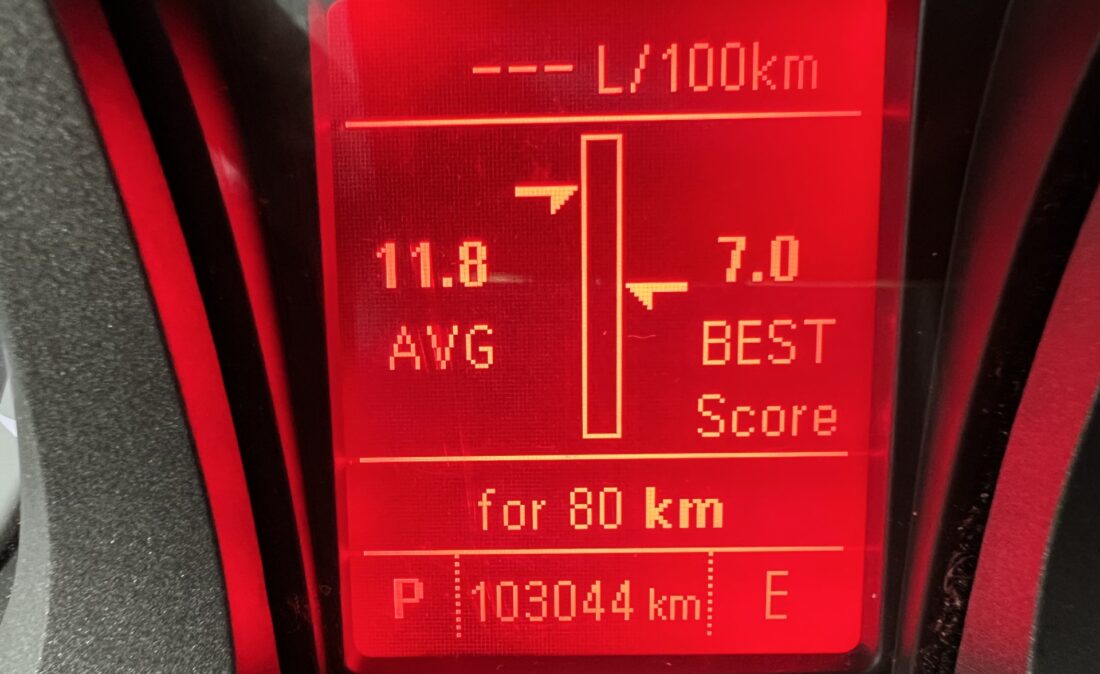 --- L/100km
11.8 7.0
AVG BEST
Score
for 80 km
P 103044 km E